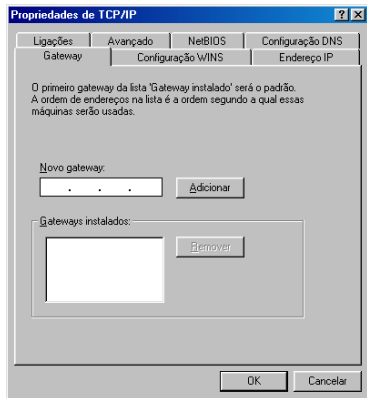 Propriedades de TCP/IP
Ligações Avançado NetBIOS Configuração DNS
Gateway Configuração WINS Endereço IP
O primeiro gateway da lista 'Gateway instalado' será o padrão.
A ordem de endereços na lista é a ordem segundo a qual essas
máquinas serão usadas.
Novo gateway:
. . .
Adicionar
Gateways instalados:
Remover
OK Cancelar